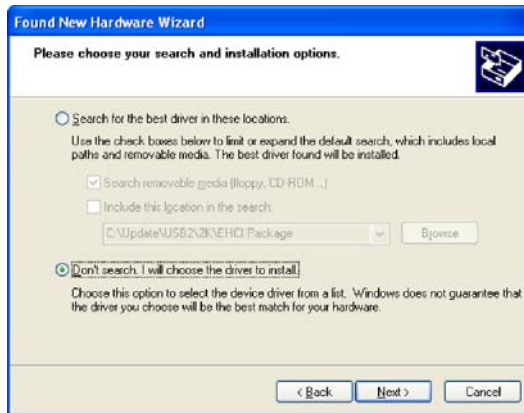 Found New Hardware Wizard
Please choose your search and installation options.
Search for the best driver in these locations.
Use the check boxes below to limit or expand the default search, which includes local
paths and removable media. The best driver found will be installed.
Search removable media (floppy, CD-ROM...)
Include this location in the search:
C:\Update\USB2\2K\EHCI Package
Browse
Don't search. I will choose the driver to install.
Choose this option to select the device driver from a list. Windows does not guarantee that
the driver you choose will be the best match for your hardware.
< Back
Next >
Cancel